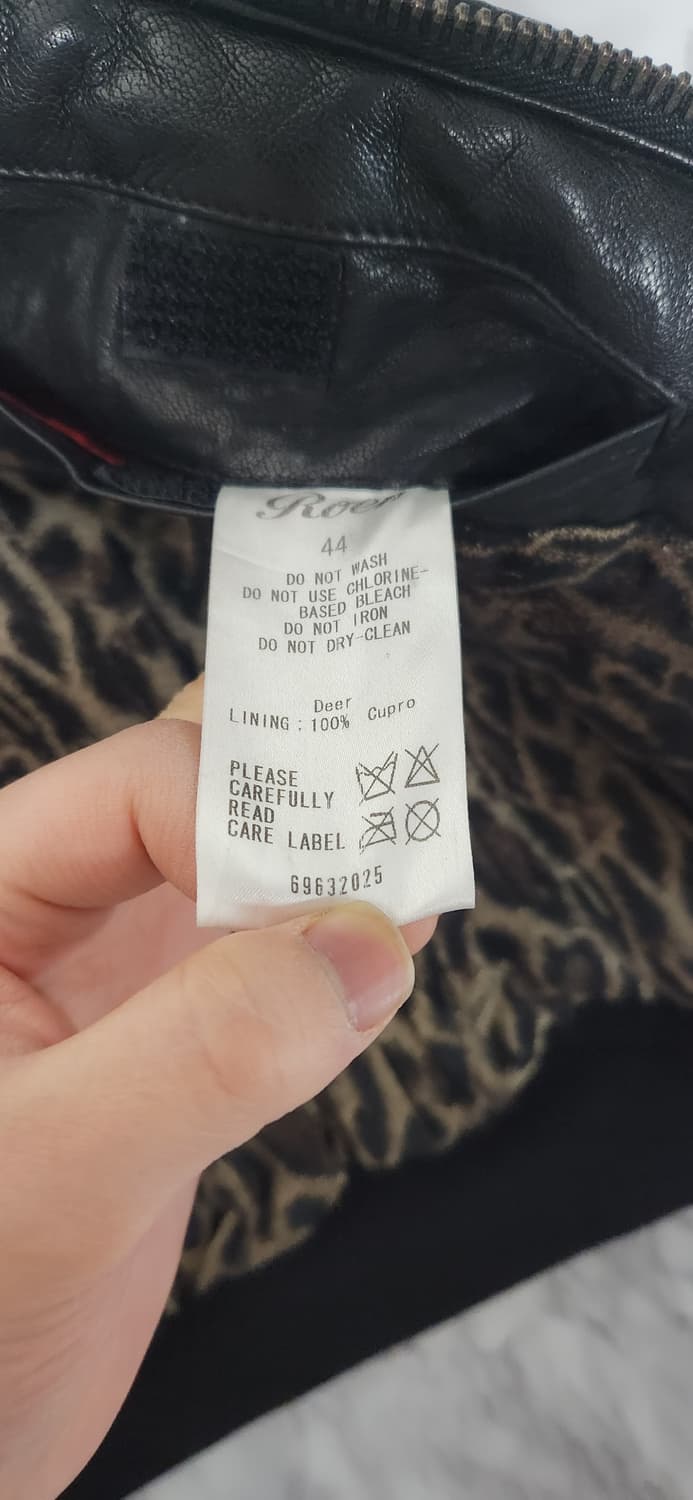 Roen
44
DO NOT WASH
DO NOT USE CHLORINE-
BASED BLEACH
DO NOT IRON
DO NOT DRY-CLEAN
Deer
LINING : 100% Cupro
PLEASE
CAREFULLY
READ
CARE LABEL
69632025